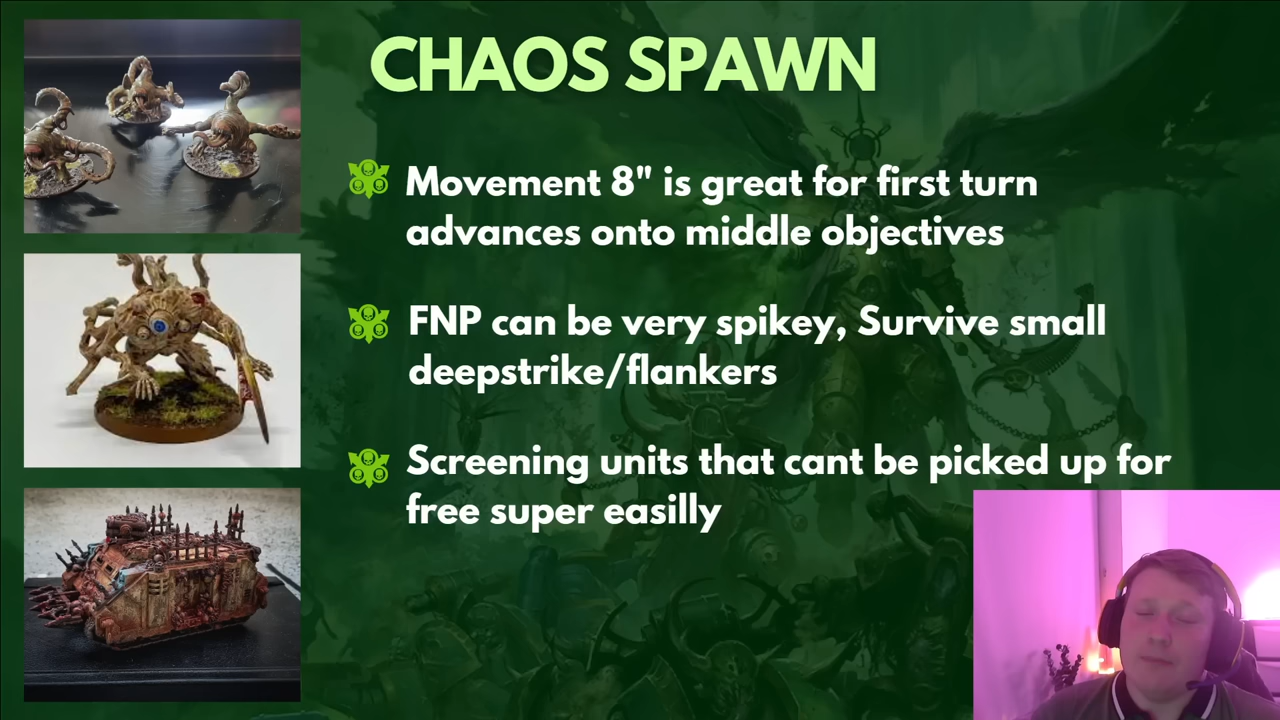 CHAOS SPAWN
Movement 8" is great for first turn
advances onto middle objectives
FNP can be very spikey, Survive small
deepstrike/flankers
Screening units that cant be picked up for
free super easilly